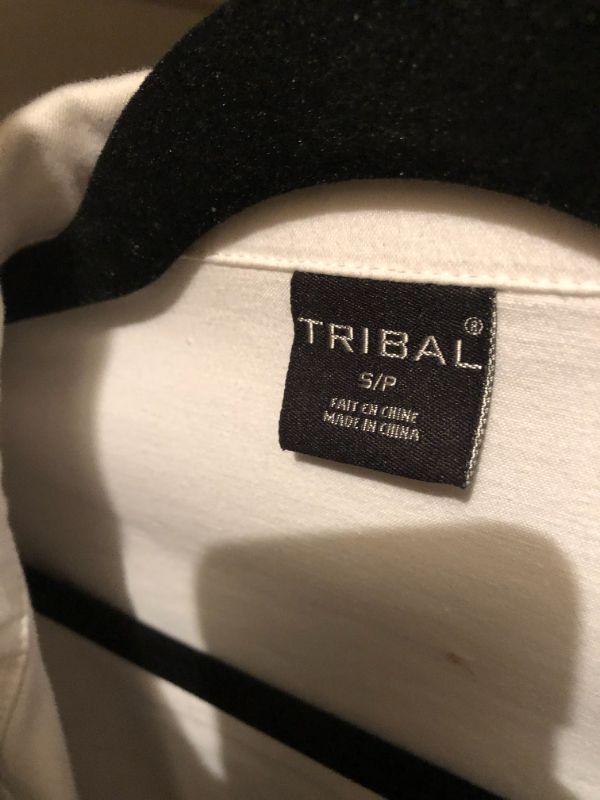 TRIBAL®
S/P
FAIT EN CHINE
MADE IN CHINA